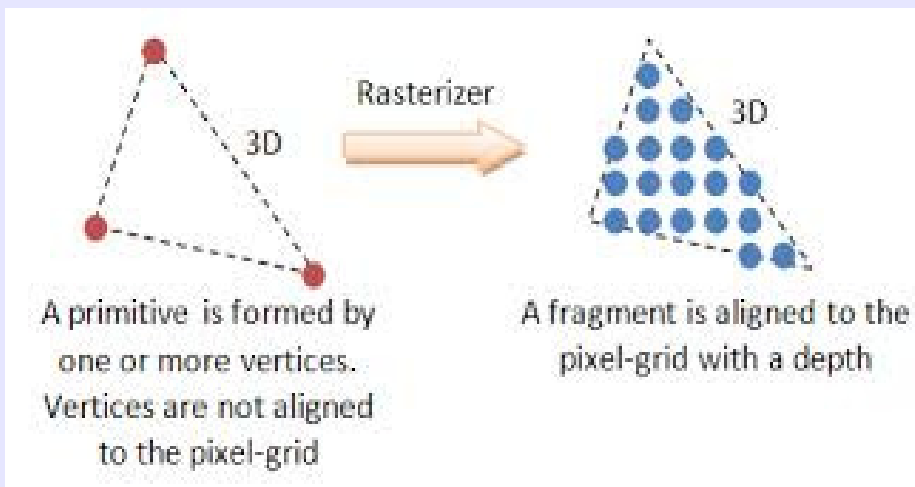 Rasterizer
3D
3D
A primitive is formed by
one or more vertices.
Vertices are not aligned
to the pixel-grid
A fragment is aligned to the
pixel-grid with a depth